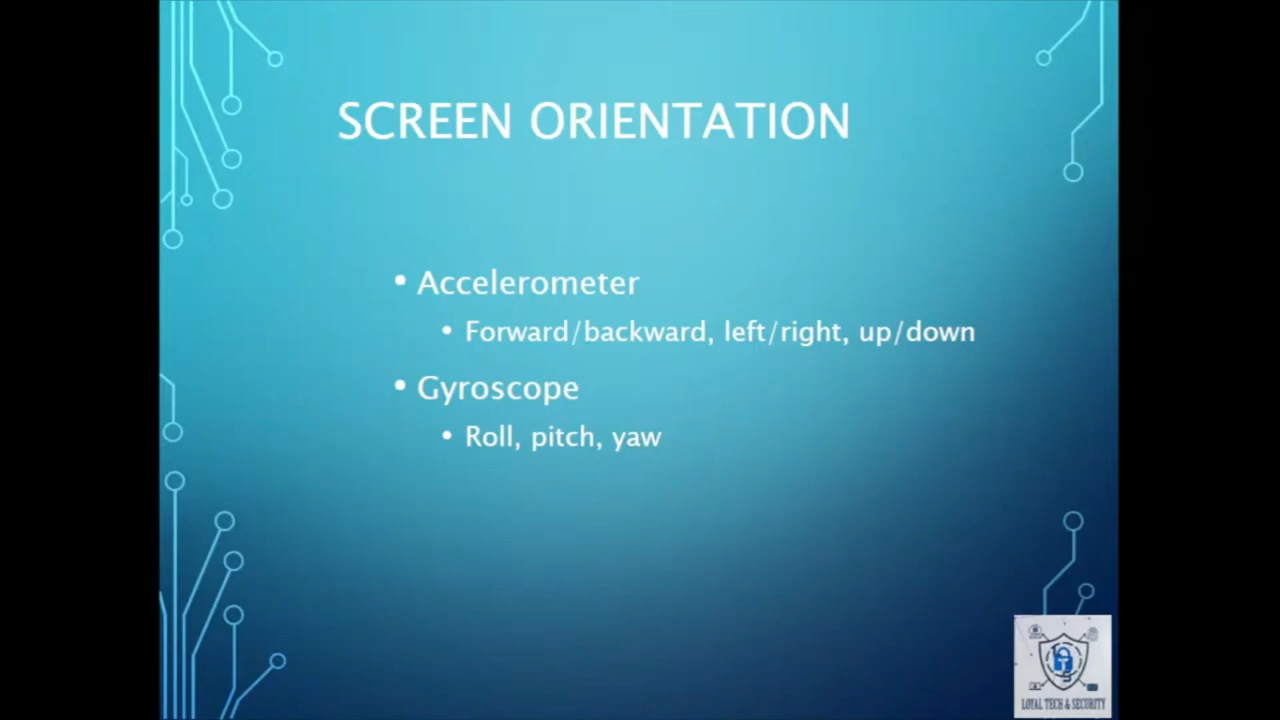 SCREEN ORIENTATION
• Accelerometer
• Forward/backward, left/right, up/down
• Gyroscope
• Roll, pitch, yaw
LOYAL TECH & SECURITY